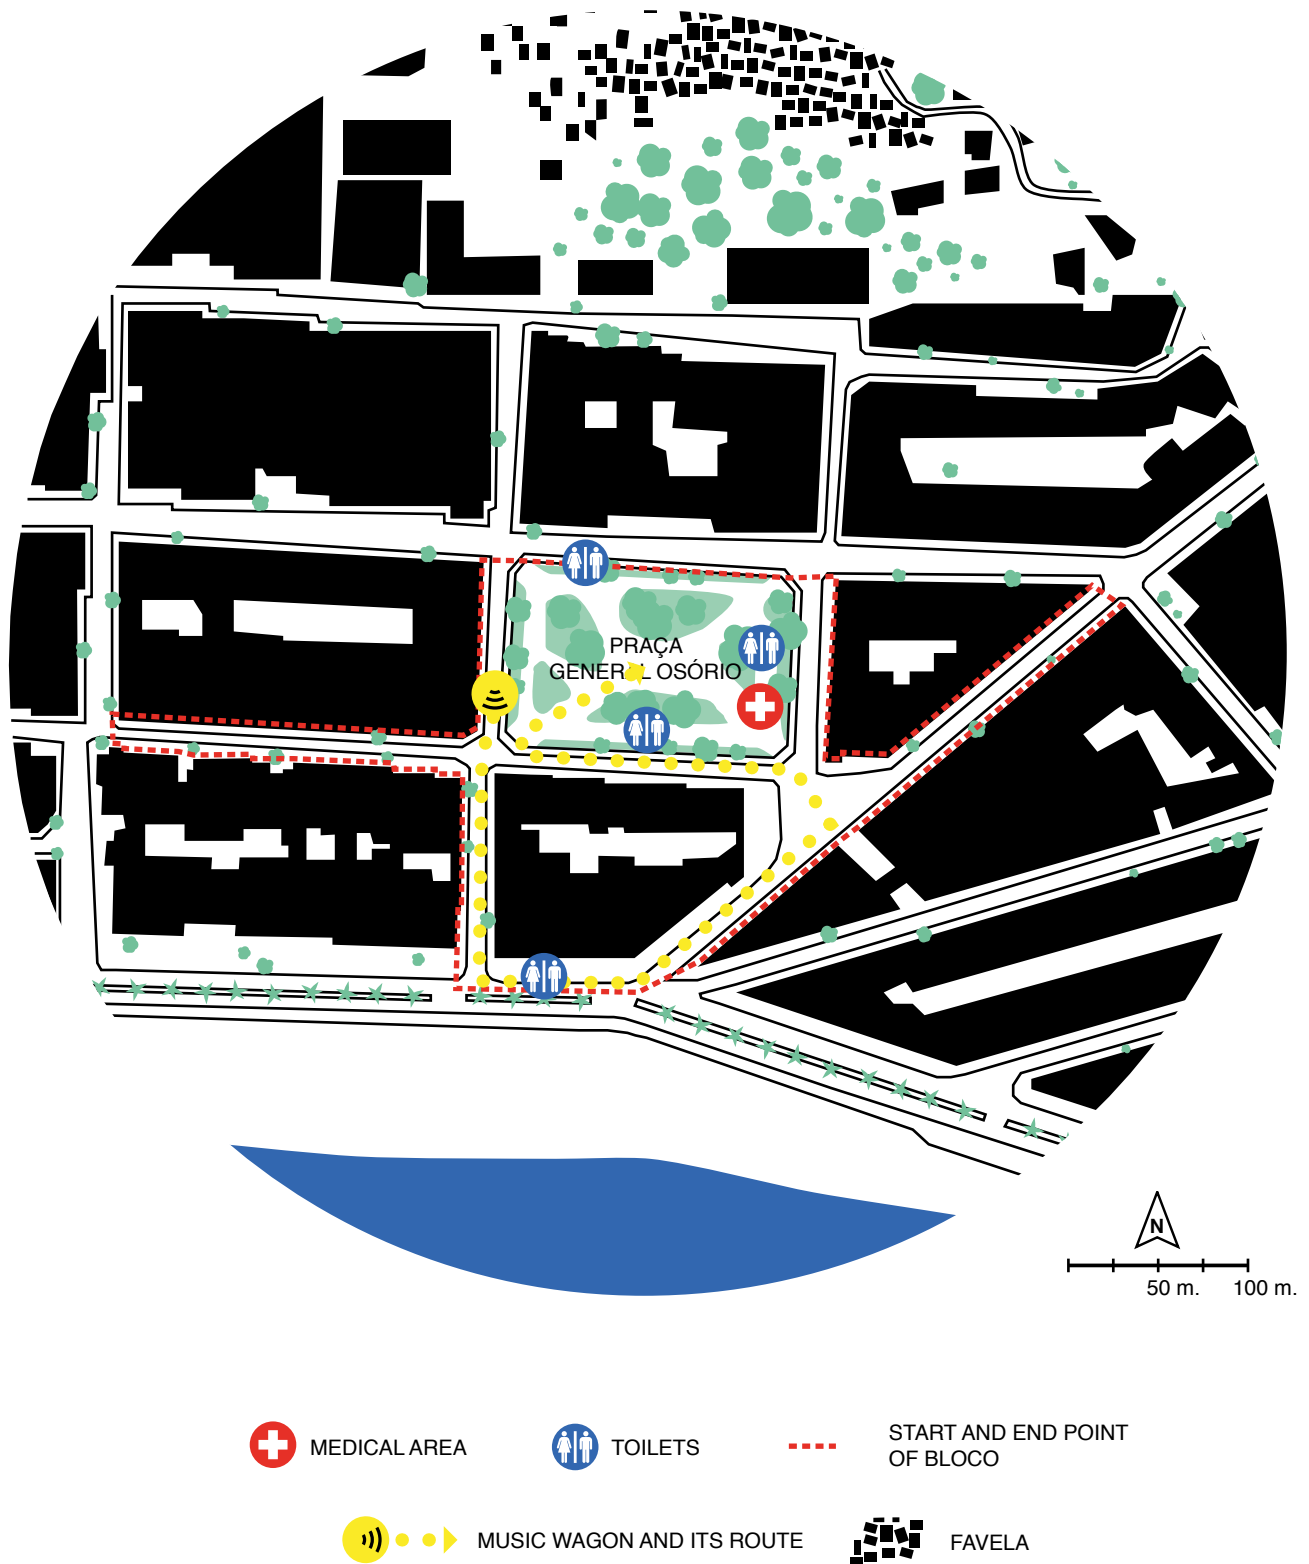 PRAÇA
GENERAL OSÓRIO
N
50 m. 100 m.
MEDICAL AREA
TOILETS
START AND END POINT
OF BLOCO
MUSIC WAGON AND ITS ROUTE
FAVELA